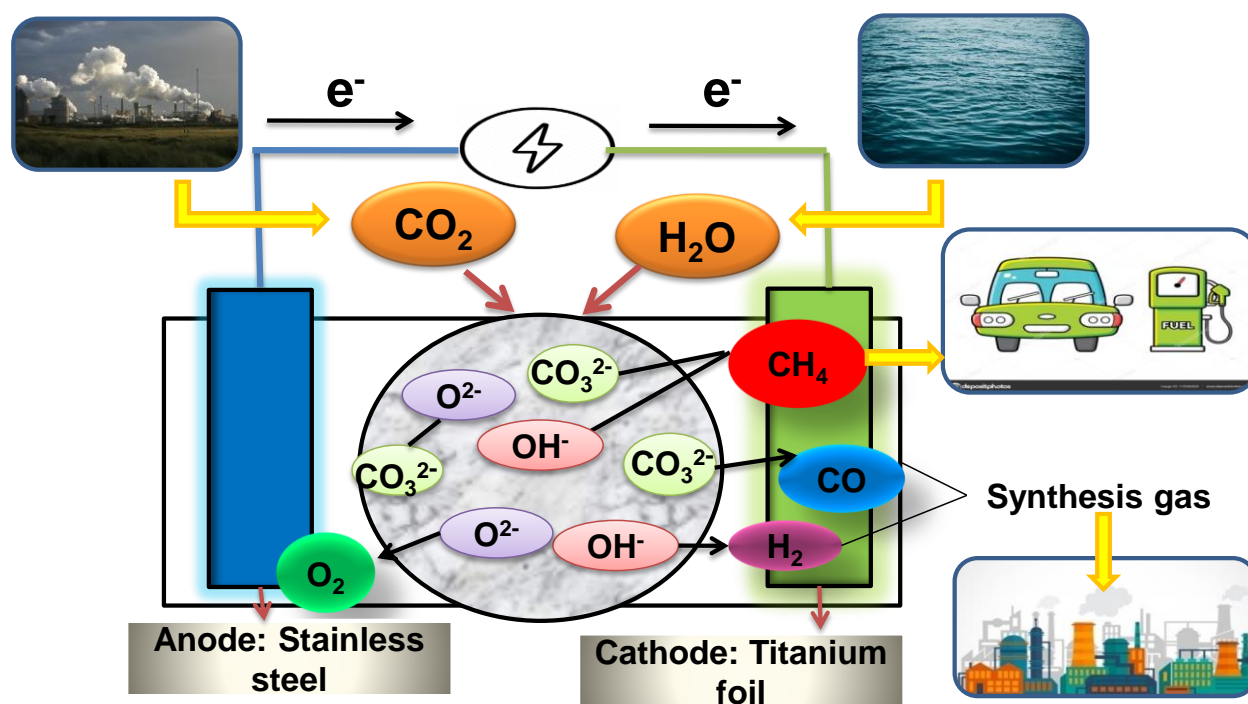 e⁻
e⁻
CO₂
H₂O
CO₃²⁻
CH₄
O²⁻
FUEL
depositphotos
OH⁻
CO₃²⁻
CO₃²⁻
CO
Synthesis gas
O²⁻
OH⁻
H₂
O₂
Anode: Stainless
steel
Cathode: Titanium
foil